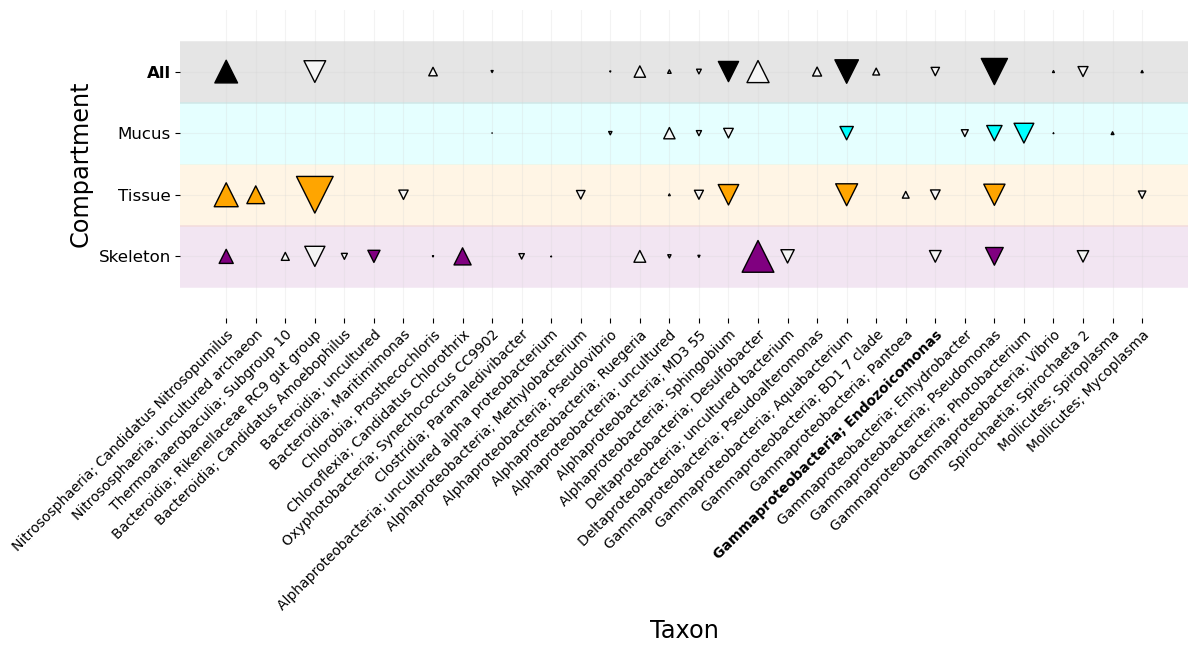 Compartment
All
Mucus
Tissue
Skeleton
Nitrososphaeria; Candidatus Nitrosopumilus
Nitrososphaeria; uncultured archaeon
Thermoanaerobaculia; Subgroup 10
Bacteroidia; Rikenellaceae RC9 gut group
Bacteroidia; Candidatus Amoebophilus
Bacteroidia; uncultured
Bacteroidia; Maritimimonas
Chlorobia; Prosthecochloris
Chloroflexia; Candidatus Chlorothrix
Oxyphotobacteria; Synechococcus CC9902
Clostridia; Paramaledivibacter
Alphaproteobacteria; uncultured alpha proteobacterium
Alphaproteobacteria; Methylobacterium
Alphaproteobacteria; Pseudovibrio
Alphaproteobacteria; Ruegeria
Alphaproteobacteria; uncultured
Alphaproteobacteria; MD3 55
Alphaproteobacteria; Sphingobium
Deltaproteobacteria; Desulfobacter
Deltaproteobacteria; uncultured bacterium
Gammaproteobacteria; Pseudoalteromonas
Gammaproteobacteria; Aquabacterium
Gammaproteobacteria; BD1 7 clade
Gammaproteobacteria; Pantoea
Gammaproteobacteria; Endozoicomonas
Gammaproteobacteria; Enhydrobacter
Gammaproteobacteria; Pseudomonas
Gammaproteobacteria; Photobacterium
Gammaproteobacteria; Vibrio
Spirochaetia; Spirochaeta 2
Mollicutes; Spiroplasma
Mollicutes; Mycoplasma
Taxon